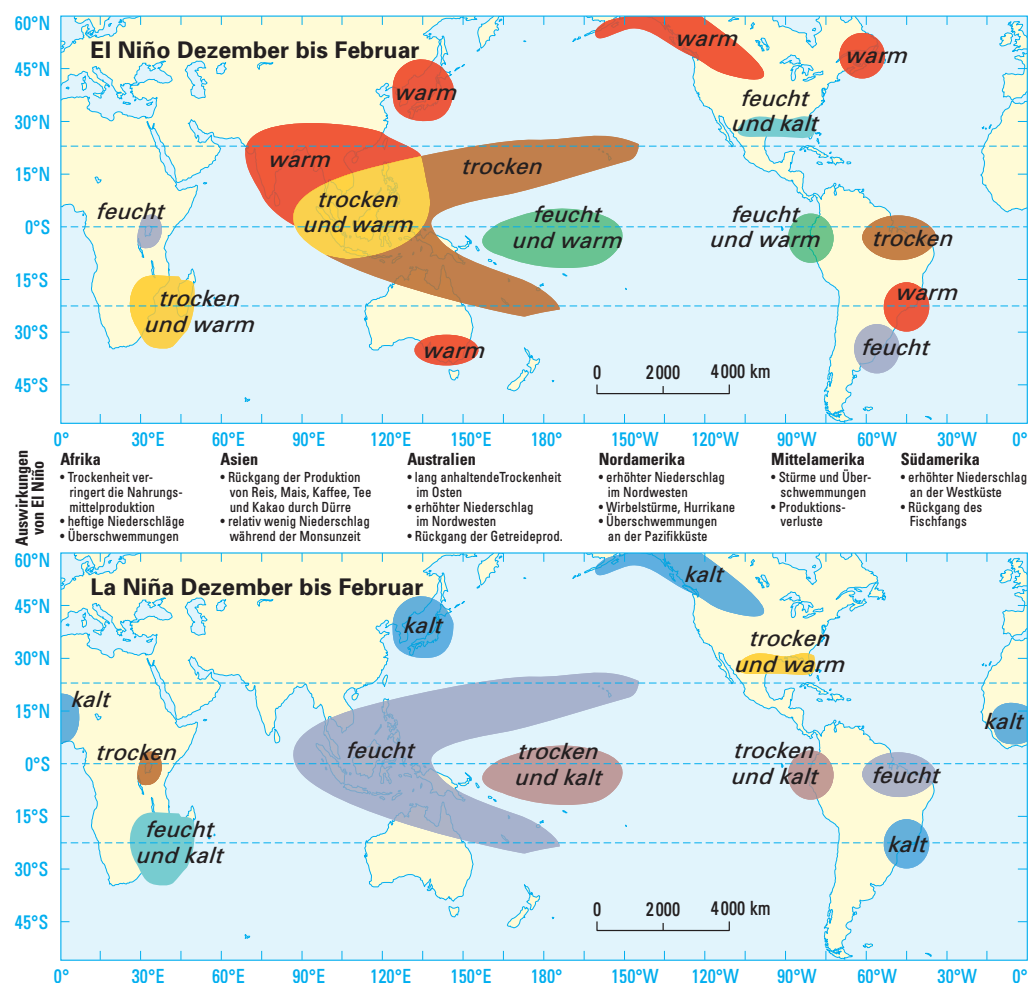 60°N
El Niño Dezember bis Februar
45°N
30°N
15°N
0°S
15°S
30°S
45°S
warm
warm
warm
feucht
und kalt
warm
trocken
trocken
und warm
feucht
feucht
und warm
feucht
und warm
trocken
trocken
und warm
warm
warm
feucht
0 2000 4000 km
0° 30°E 60°E 90°E 120°E 150°E 180° 150°W 120°W 90°W 60°W 30°W 0°
Auswirkungen
von El Niño
Afrika
• Trockenheit ver-
ringert die Nahrungs-
mittelproduktion
• heftige Niederschläge
• Überschwemmungen
Asien
• Rückgang der Produktion
von Reis, Mais, Kaffee, Tee
und Kakao durch Dürre
• relativ wenig Niederschlag
während der Monsunzeit
Australien
• lang anhaltendeTrockenheit
im Osten
• erhöhter Niederschlag
im Nordwesten
• Rückgang der Getreideprod.
Nordamerika
• erhöhter Niederschlag
im Nordwesten
• Wirbelstürme, Hurrikane
• Überschwemmungen
an der Pazifikküste
Mittelamerika
• Stürme und Über-
schwemmungen
• Produktions-
verluste
Südamerika
• erhöhter Niederschlag
an der Westküste
• Rückgang des
Fischfangs
60°N
La Niña Dezember bis Februar
45°N
30°N
15°N
0°S
15°S
30°S
45°S
kalt
kalt
trocken
und warm
kalt
kalt
trocken
feucht
trocken
und kalt
trocken
und kalt
feucht
feucht
und kalt
kalt
0 2000 4000 km
0° 30°E 60°E 90°E 120°E 150°E 180° 150°W 120°W 90°W 60°W 30°W 0°